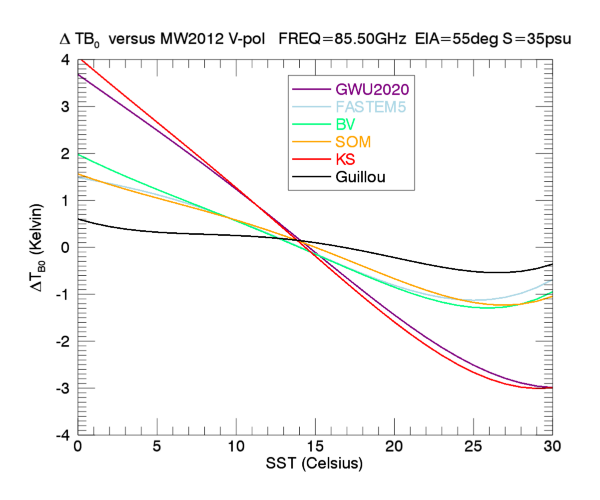 Δ TB0 versus MW2012 V-pol FREQ=85.50GHz EIA=55deg S=35psu
4
3
2
1
0
-1
-2
-3
-4
ΔTB0 (Kelvin)
GWU2020
FASTEM5
BV
SOM
KS
Guillou
0 5 10 15 20 25 30
SST (Celsius)